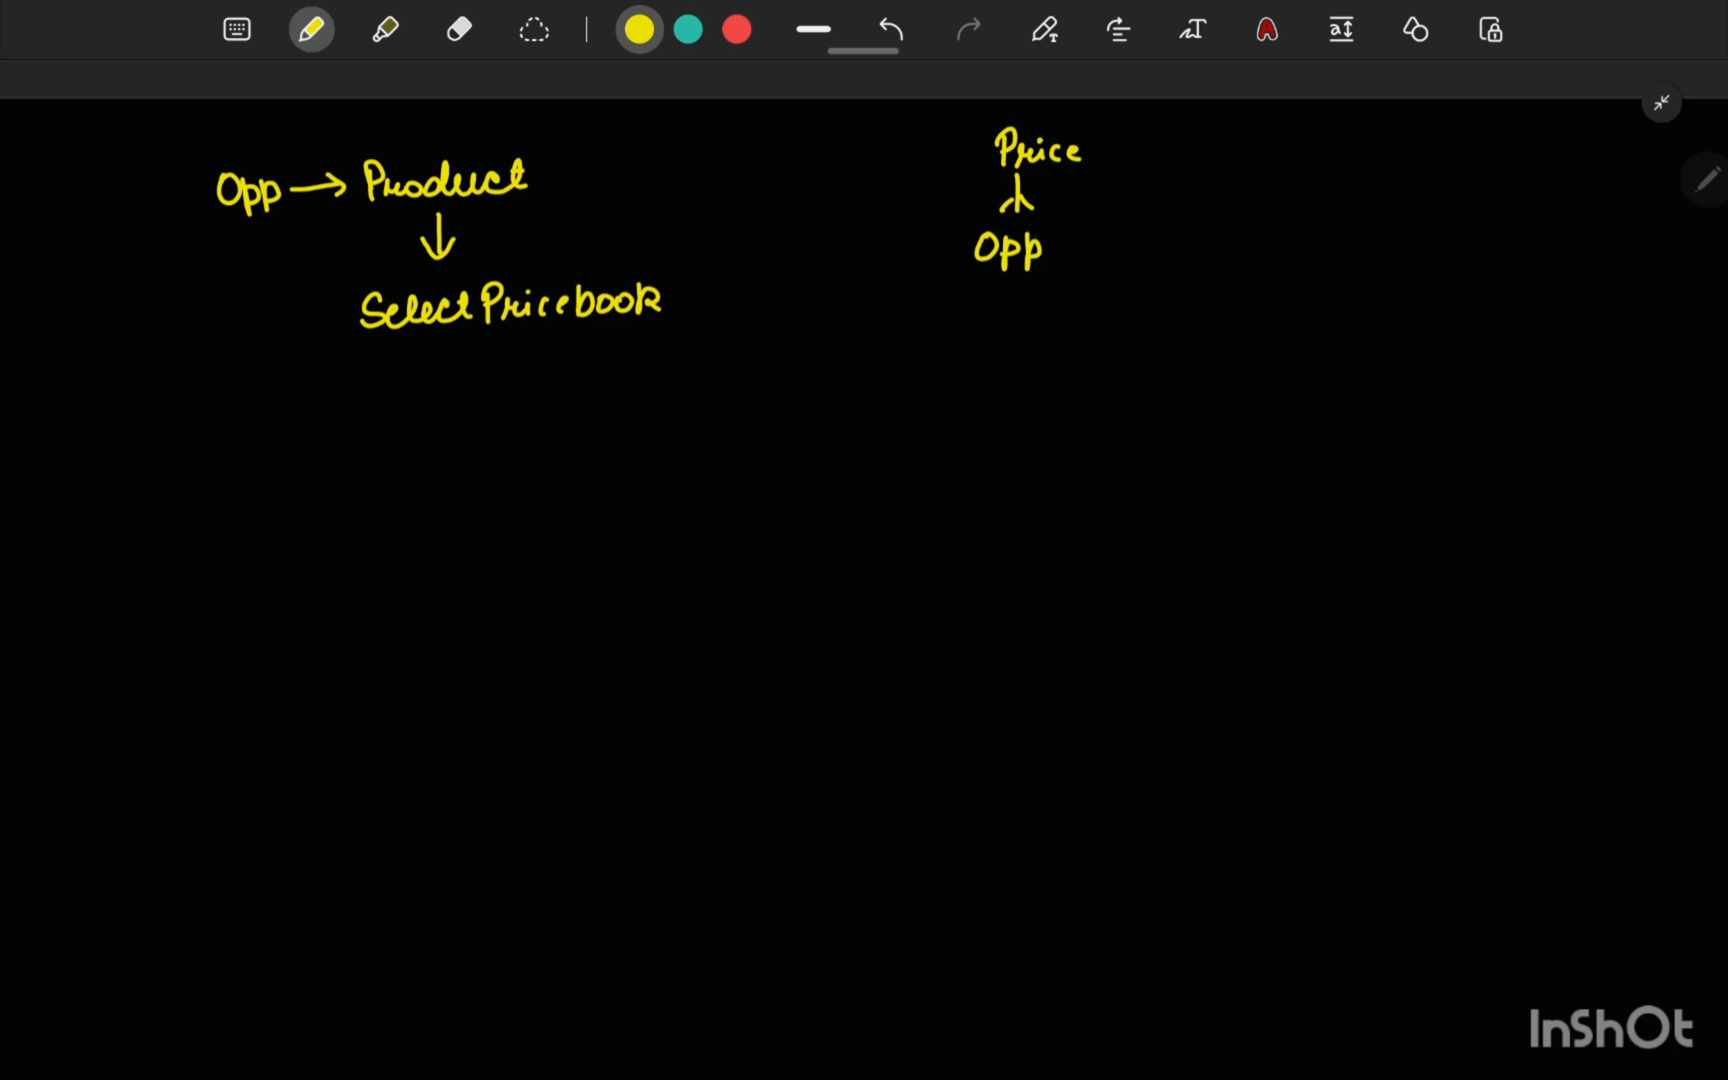 Opp → Product
↓
Select Pricebook
Price
Opp
InShOt